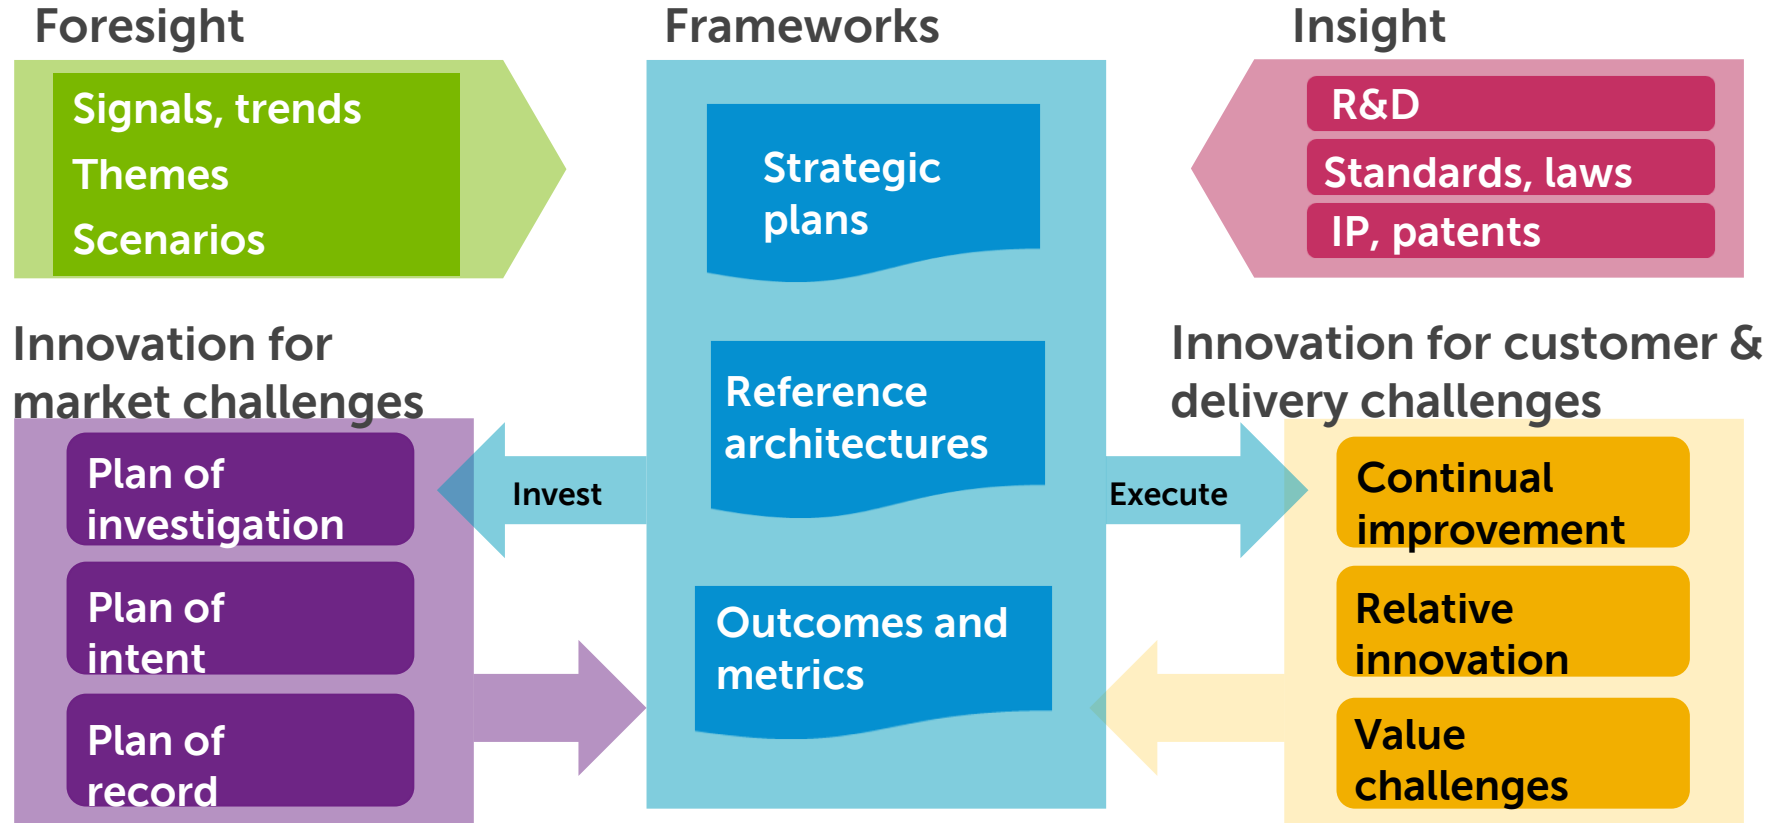 Foresight
Signals, trends
Themes
Scenarios
Frameworks
Strategic
plans
Reference
architectures
Outcomes and
metrics
Insight
R&D
Standards, laws
IP, patents
Innovation for
market challenges
Plan of
investigation
Plan of
intent
Plan of
record
Invest
Execute
Innovation for customer &
delivery challenges
Continual
improvement
Relative
innovation
Value
challenges